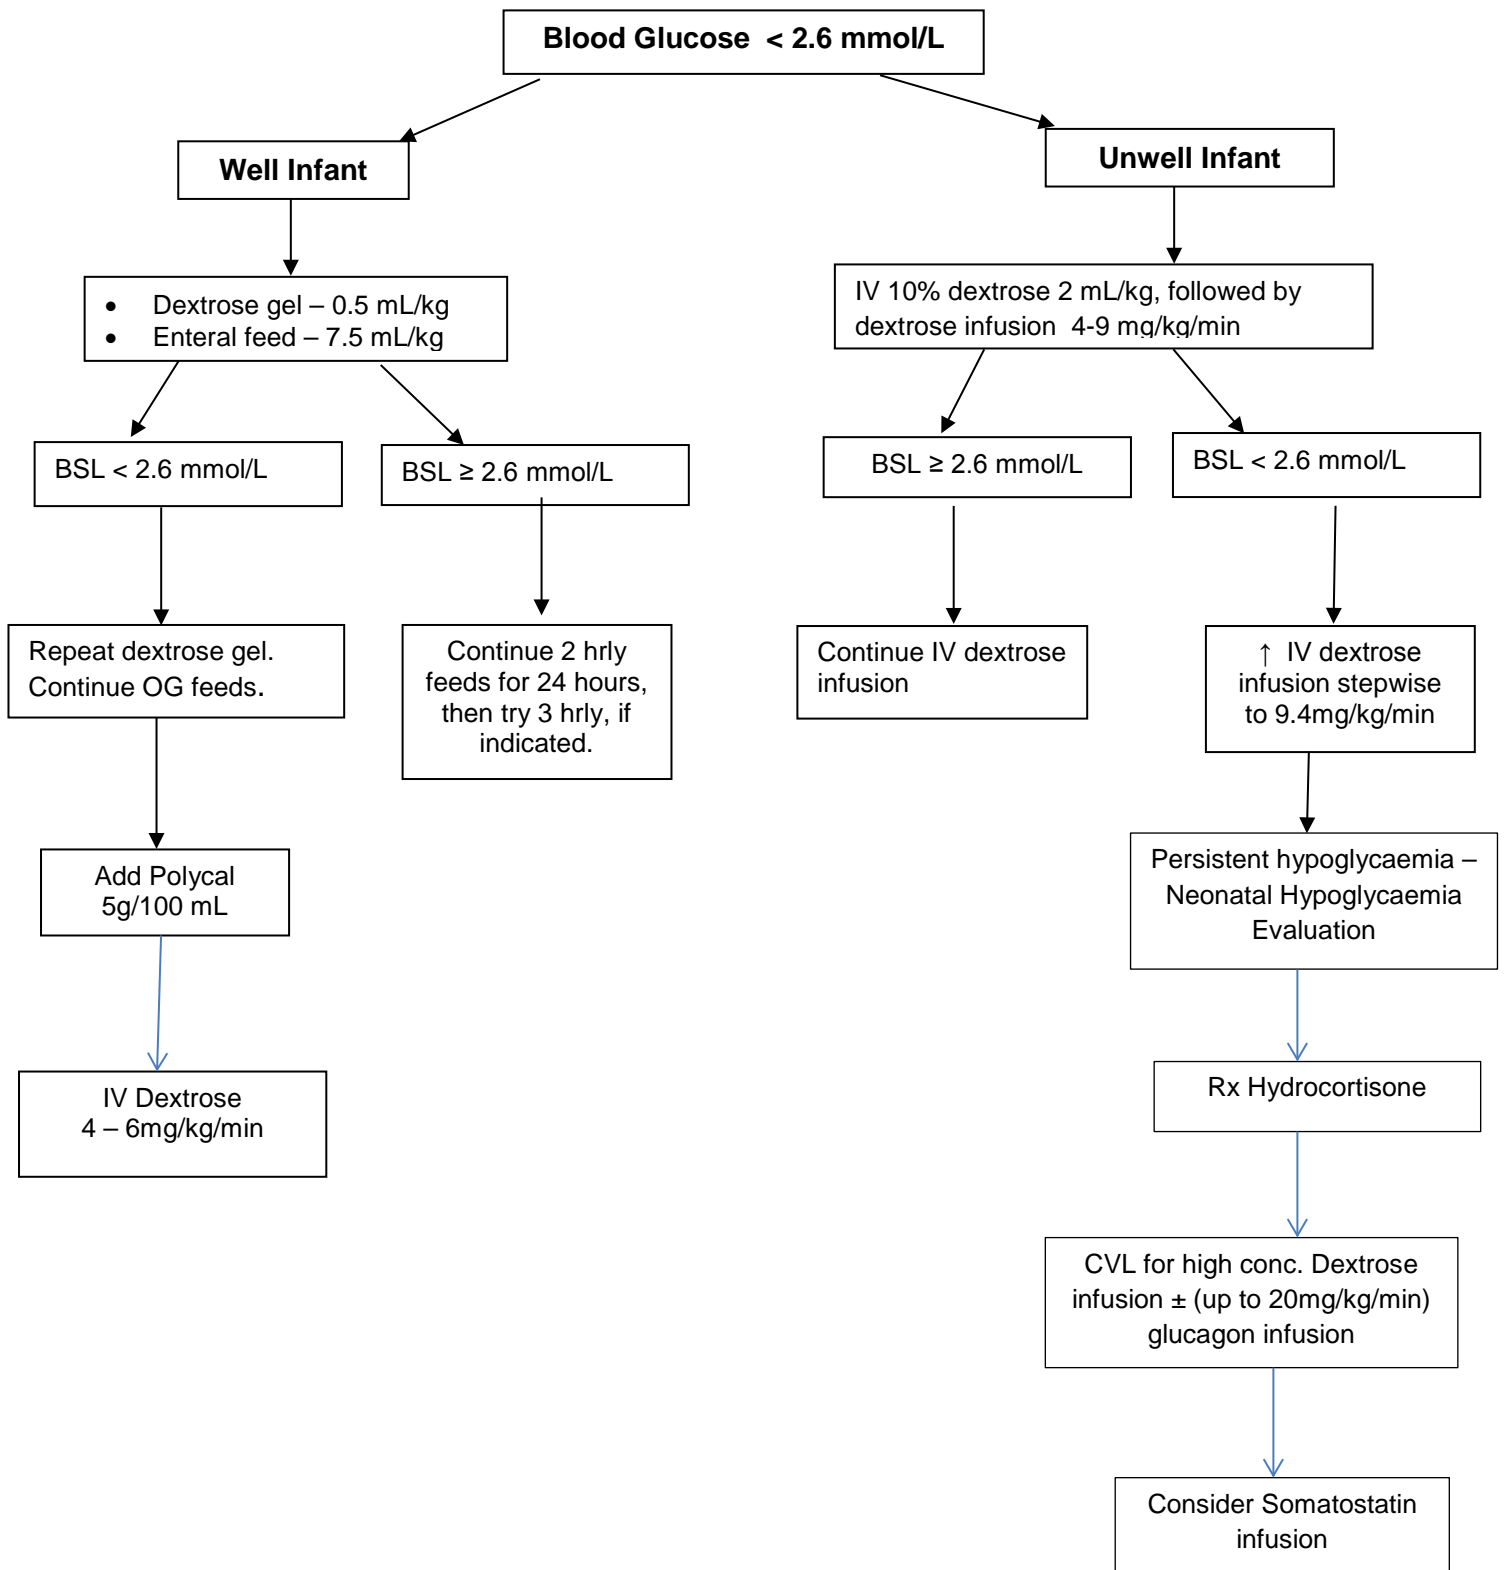 Blood Glucose < 2.6 mmol/L
Well Infant
Unwell Infant
• Dextrose gel – 0.5 mL/kg
• Enteral feed – 7.5 mL/kg
IV 10% dextrose 2 mL/kg, followed by
dextrose infusion 4-9 mg/kg/min
BSL < 2.6 mmol/L
BSL ≥ 2.6 mmol/L
BSL ≥ 2.6 mmol/L
BSL < 2.6 mmol/L
Repeat dextrose gel.
Continue OG feeds.
Continue 2 hrly
feeds for 24 hours,
then try 3 hrly, if
indicated.
Continue IV dextrose
infusion
↑ IV dextrose
infusion stepwise
to 9.4mg/kg/min
Add Polycal
5g/100 mL
Persistent hypoglycaemia –
Neonatal Hypoglycaemia
Evaluation
IV Dextrose
4 – 6mg/kg/min
Rx Hydrocortisone
CVL for high conc. Dextrose
infusion ± (up to 20mg/kg/min)
glucagon infusion
Consider Somatostatin
infusion